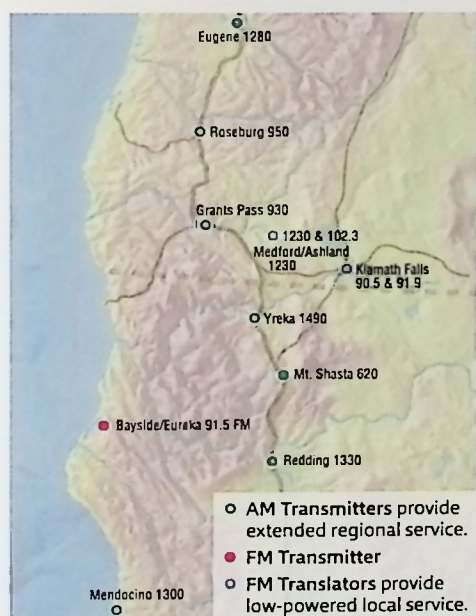 Eugene 1280
Roseburg 950
Grants Pass 930
1230 & 102.3
Medford/Ashland
1230
Klamath Falls
90.5 & 91.9
Yreka 1490
Mt. Shasta 620
Bayside/Eureka 91.5 FM
Redding 1330
Mendocino 1300
AM Transmitters provide
extended regional service.
FM Transmitter
FM Translators provide
low-powered local service.